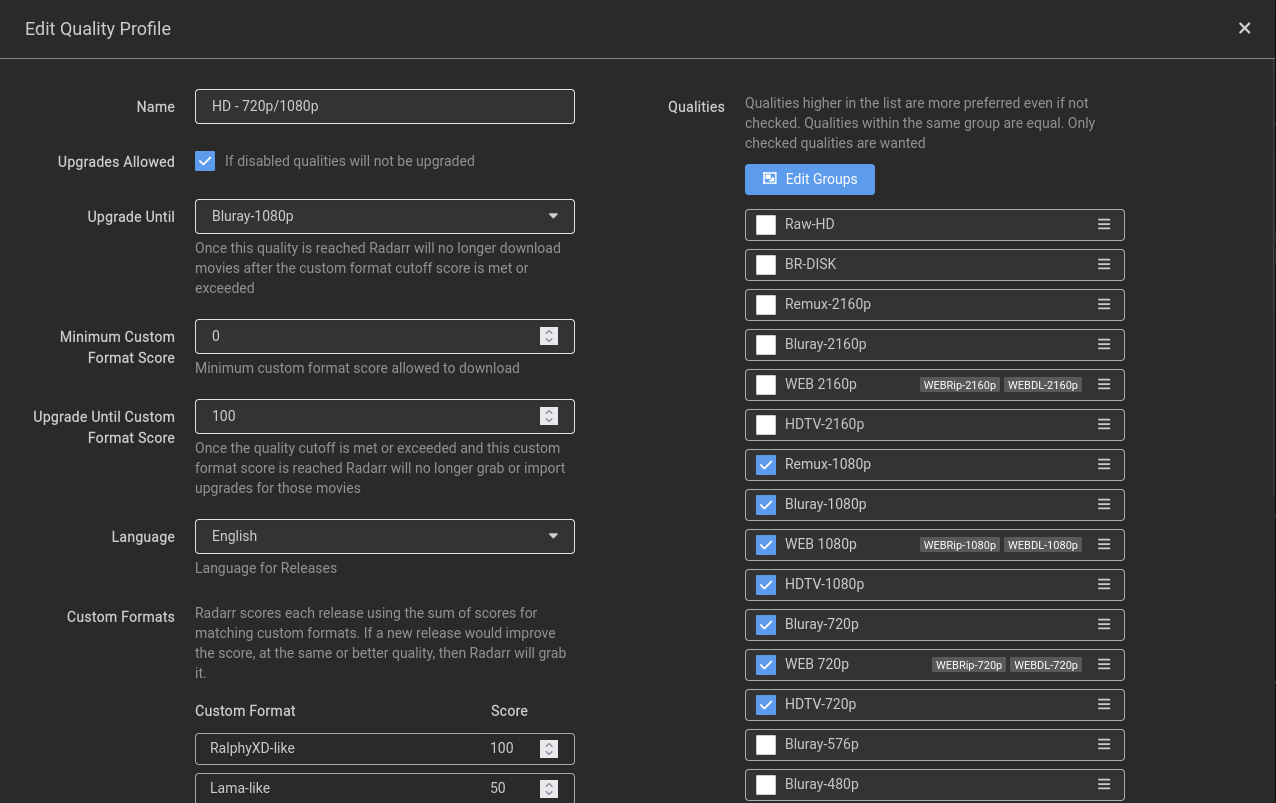 Edit Quality Profile
Name
HD - 720p/1080p
Upgrades Allowed
If disabled qualities will not be upgraded
Upgrade Until
Bluray-1080p
Once this quality is reached Radarr will no longer download
movies after the custom format cutoff score is met or
exceeded
Minimum Custom
Format Score
0
Minimum custom format score allowed to download
Upgrade Until Custom
Format Score
100
Once the quality cutoff is met or exceeded and this custom
format score is reached Radarr will no longer grab or import
upgrades for those movies
Language
English
Language for Releases
Custom Formats
Radarr scores each release using the sum of scores for
matching custom formats. If a new release would improve
the score, at the same or better quality, then Radarr will grab
it.
Custom Format Score
RalphyXD-like 100
Lama-like 50
Qualities
Qualities higher in the list are more preferred even if not
checked. Qualities within the same group are equal. Only
checked qualities are wanted
Edit Groups
Raw-HD
BR-DISK
Remux-2160p
Bluray-2160p
WEB 2160p WEBRip-2160p WEBDL-2160p
HDTV-2160p
Remux-1080p
Bluray-1080p
WEB 1080p WEBRip-1080p WEBDL-1080p
HDTV-1080p
Bluray-720p
WEB 720p WEBRip-720p WEBDL-720p
HDTV-720p
Bluray-576p
Bluray-480p